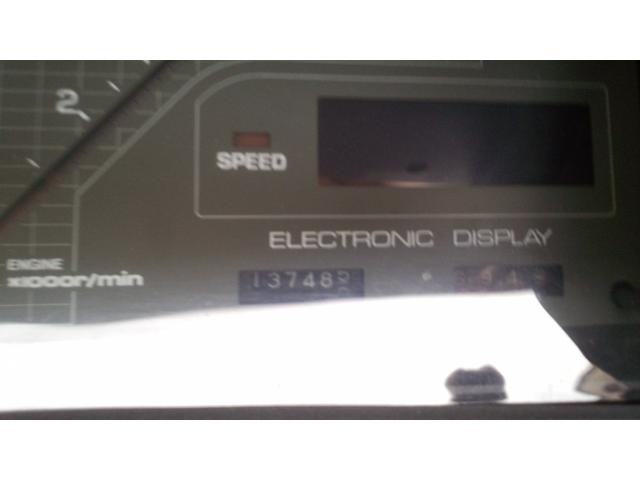 2
SPEED
ELECTRONIC DISPLAY
ENGINE
x1000r/min
13748